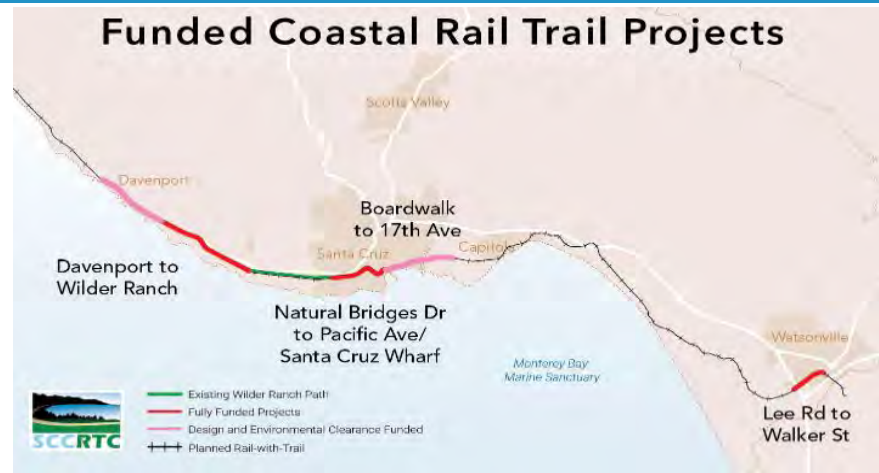 Funded Coastal Rail Trail Projects
Scotts Valley
Davenport
Boardwalk
to 17th Ave
Santa Cruz
Capitola
Davenport to
Wilder Ranch
Natural Bridges Dr
to Pacific Ave/
Santa Cruz Wharf
Monterey Bay
Marine Sanctuary
Watsonville
Lee Rd to
Walker St
SCCRTC
Existing Wilder Ranch Path
Fully Funded Projects
Design and Environmental Clearance Funded
Planned Rail-with-Trail